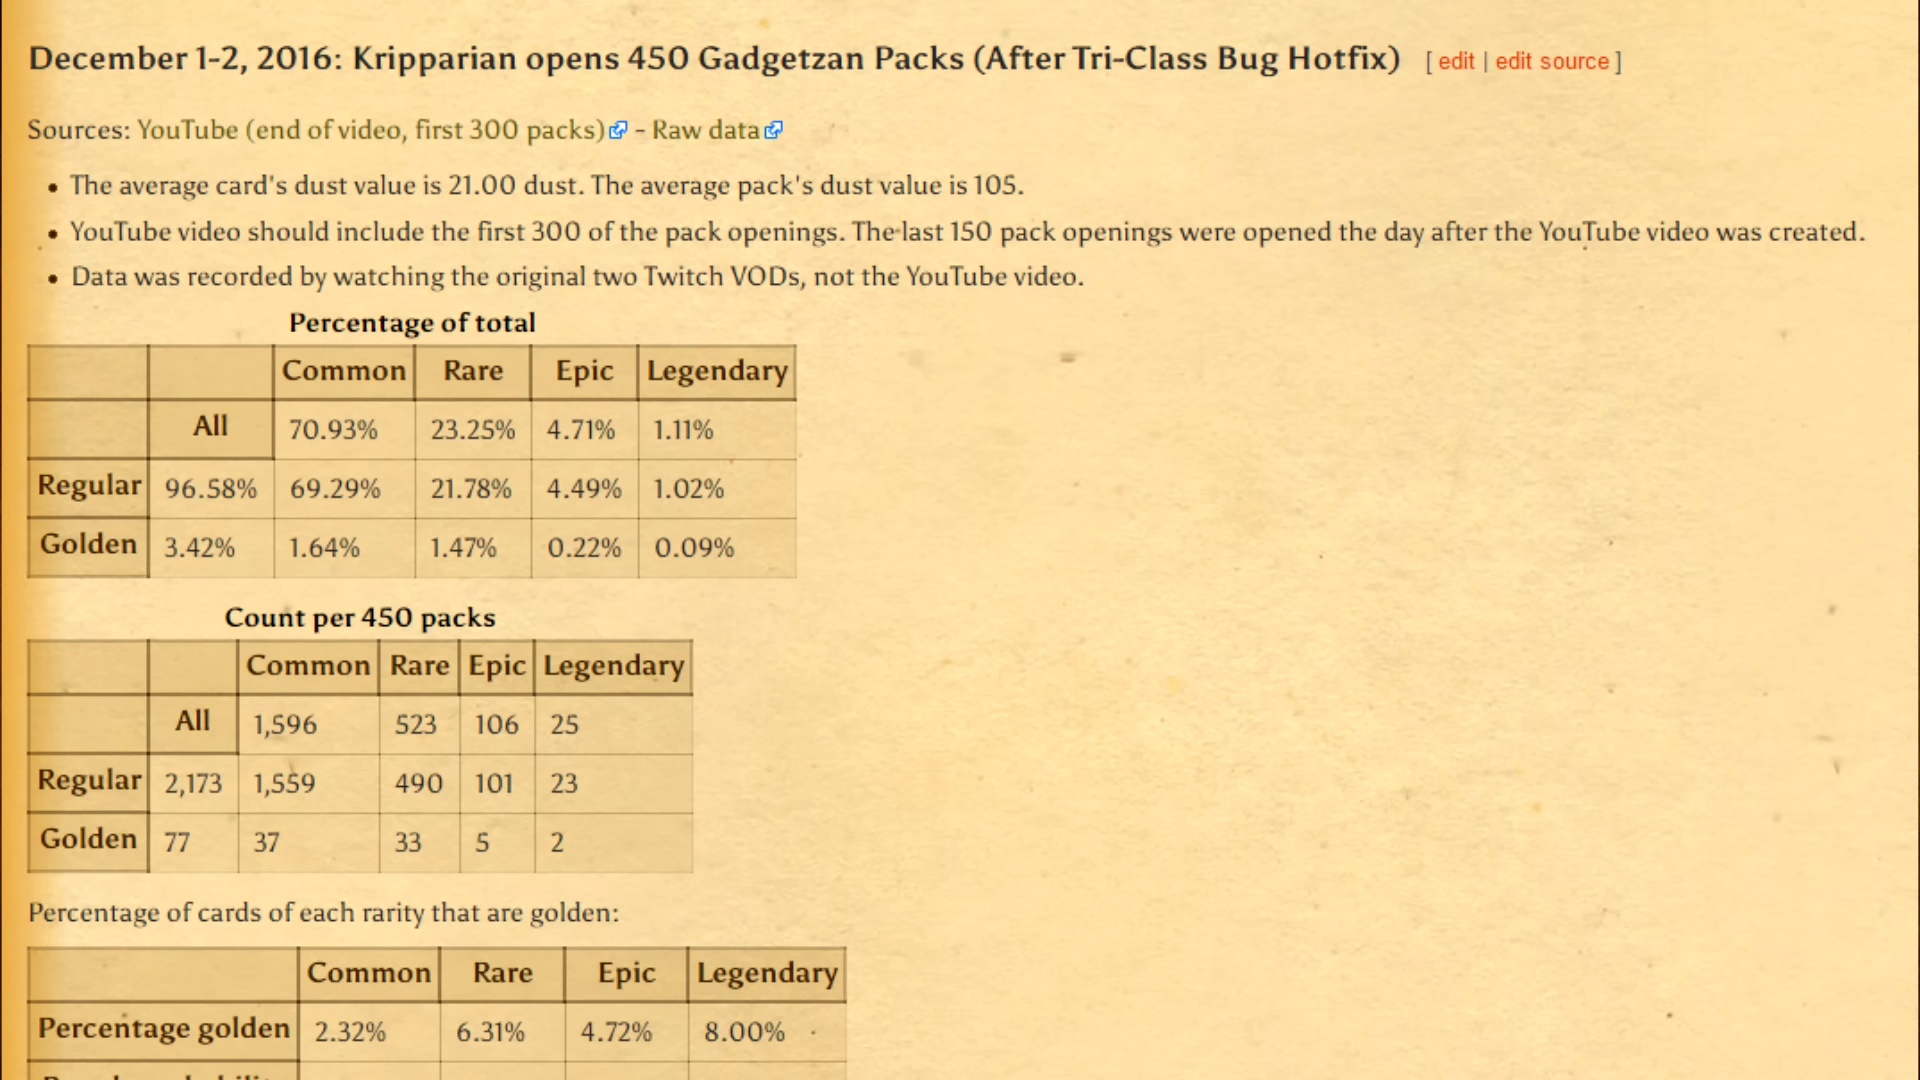 December 1-2, 2016: Kripparian opens 450 Gadgetzan Packs (After Tri-Class Bug Hotfix) [ edit | edit source ]
Sources: YouTube (end of video, first 300 packs) - Raw data
• The average card's dust value is 21.00 dust. The average pack's dust value is 105.
• YouTube video should include the first 300 of the pack openings. The last 150 pack openings were opened the day after the YouTube video was created.
• Data was recorded by watching the original two Twitch VODs, not the YouTube video.
Percentage of total
Common Rare Epic Legendary
All 70.93% 23.25% 4.71% 1.11%
Regular 96.58% 69.29% 21.78% 4.49% 1.02%
Golden 3.42% 1.64% 1.47% 0.22% 0.09%
Count per 450 packs
Common Rare Epic Legendary
All 1,596 523 106 25
Regular 2,173 1,559 490 101 23
Golden 77 37 33 5 2
Percentage of cards of each rarity that are golden:
Common Rare Epic Legendary
Percentage golden 2.32% 6.31% 4.72% 8.00%